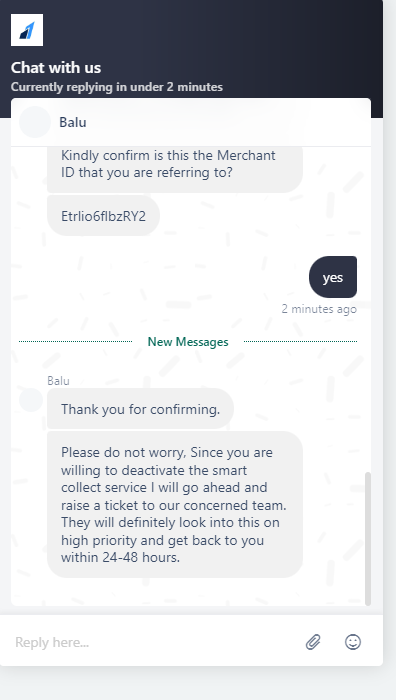 Chat with us
Currently replying in under 2 minutes
Balu
Kindly confirm is this the Merchant
ID that you are referring to?
Etrlio6flbzRY2
yes
2 minutes ago
New Messages
Balu
Thank you for confirming.
Please do not worry, Since you are
willing to deactivate the smart
collect service I will go ahead and
raise a ticket to our concerned team.
They will definitely look into this on
high priority and get back to you
within 24-48 hours.
Reply here...